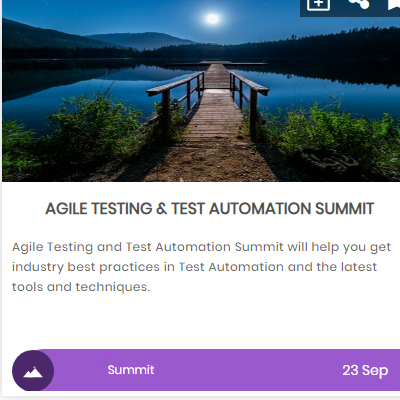 AGILE TESTING & TEST AUTOMATION SUMMIT
Agile Testing and Test Automation Summit will help you get
industry best practices in Test Automation and the latest
tools and techniques.
Summit 23 Sep